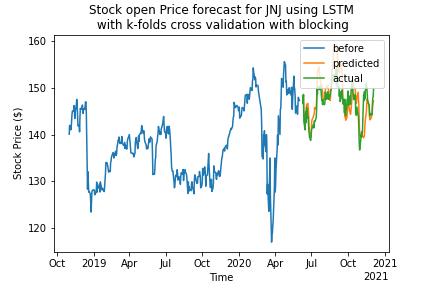 Stock open Price forecast for JNJ using LSTM
with k-folds cross validation with blocking
160
150
140
130
120
Stock Price ($)
before
predicted
actual
Oct
2019
Apr
Jul
Oct
2020
Apr
Jul
Oct
2021
2021
Time